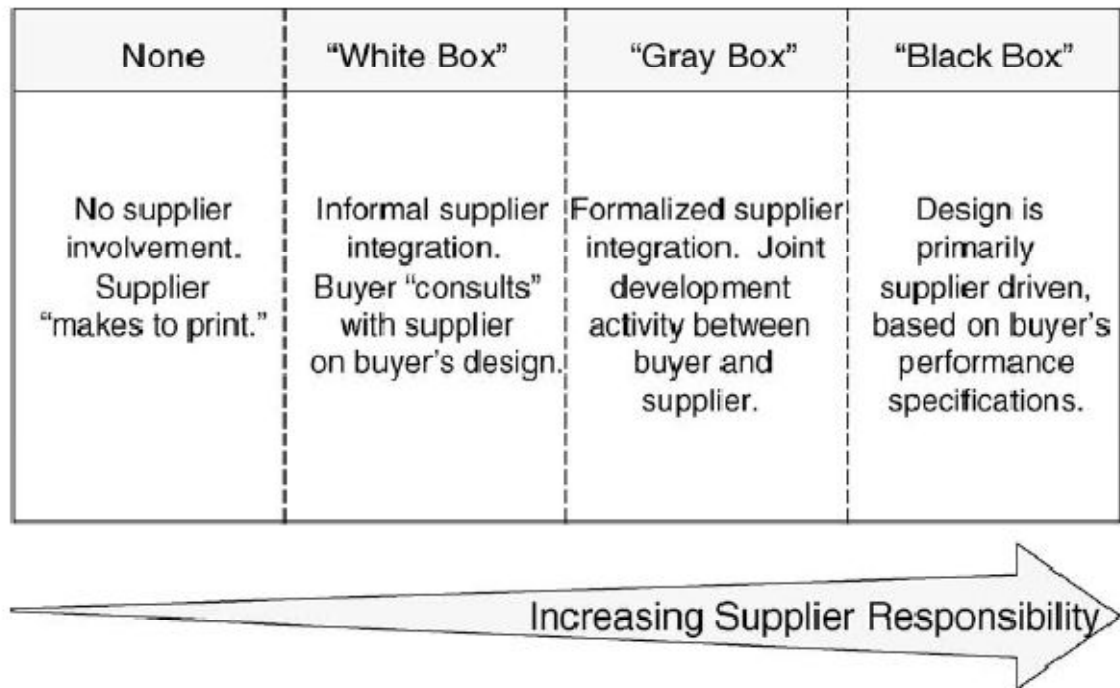 None
“White Box”
“Gray Box”
“Black Box”
No supplier
involvement.
Supplier
“makes to print.”
Informal supplier
integration.
Buyer “consults”
with supplier
on buyer’s design.
Formalized supplier
integration. Joint
development
activity between
buyer and
supplier.
Design is
primarily
supplier driven,
based on buyer’s
performance
specifications.
Increasing Supplier Responsibility